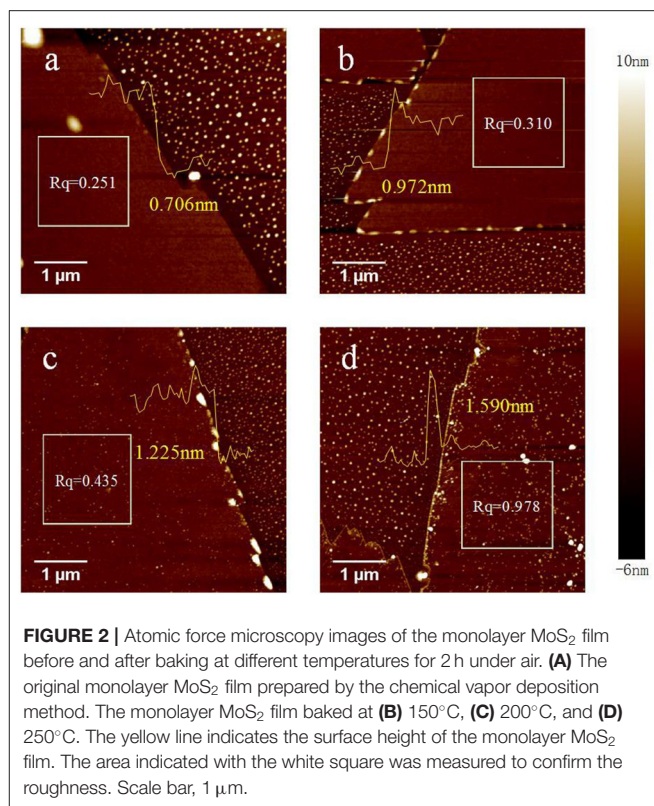 a
b
10nm
Rq=0.310
Rq=0.251
0.972nm
0.706nm
1 μm
1 μm
c
d
1.590nm
1.225nm
Rq=0.435
Rq=0.978
1 μm
1 μm
-6nm
FIGURE 2 | Atomic force microscopy images of the monolayer MoS₂ film
before and after baking at different temperatures for 2 h under air. (A) The
original monolayer MoS₂ film prepared by the chemical vapor deposition
method. The monolayer MoS₂ film baked at (B) 150°C, (C) 200°C, and (D)
250°C. The yellow line indicates the surface height of the monolayer MoS₂
film. The area indicated with the white square was measured to confirm the
roughness. Scale bar, 1 μm.